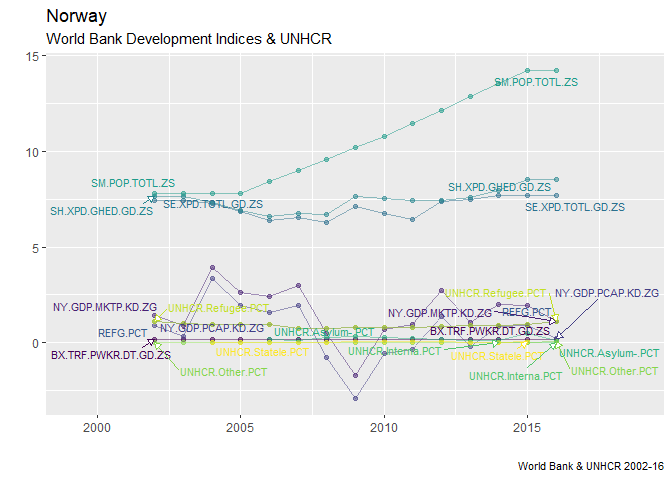 Norway
World Bank Development Indices & UNHCR
15
SM.POP.TOTL.ZS
10
SM.POP.TOTL.ZS
SH.XPD.GHED.GD.ZS
SE.XPD.TOTL.GD.ZS
SH.XPD.GHED.GD.ZS
SE.XPD.TOTL.GD.ZS
5
UNHCR.Refugee.PCT
NY.GDP.PCAP.KD.ZG
NY.GDP.MKTP.KD.ZG
UNHCR.Refugee.PCT
NY.GDP.MKTP.KD.ZG
REFG.PCT
REFG.PCT
NY.GDP.PCAP.KD.ZG
UNHCR.Asylum-.PCT
BX.TRF.PWKR.DT.GD.ZS
0
BX.TRF.PWKR.DT.GD.ZS
UNHCR.Statele.PCT
UNHCR.Interna.PCT
UNHCR.Statele.PCT
UNHCR.Asylum-.PCT
UNHCR.Other.PCT
UNHCR.Interna.PCT
UNHCR.Other.PCT
2000
2005
2010
2015
World Bank & UNHCR 2002-16